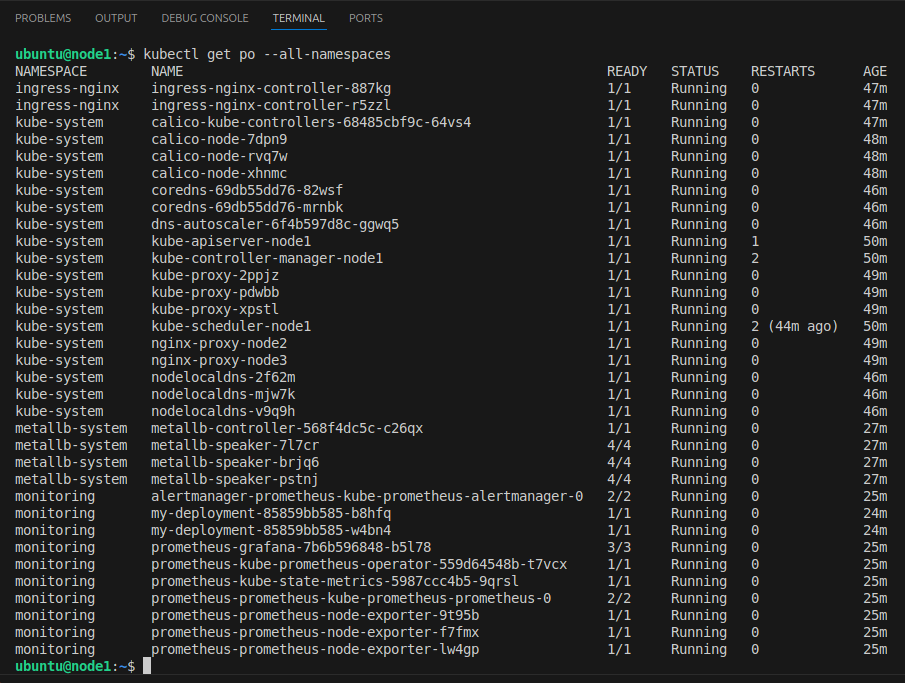 PROBLEMS OUTPUT DEBUG CONSOLE TERMINAL PORTS
ubuntu@node1:~$ kubectl get po --all-namespaces
NAMESPACE NAME READY STATUS RESTARTS AGE
ingress-nginx ingress-nginx-controller-887kg 1/1 Running 0 47m
ingress-nginx ingress-nginx-controller-r5zzl 1/1 Running 0 47m
kube-system calico-kube-controllers-68485cbf9c-64vs4 1/1 Running 0 47m
kube-system calico-node-7dpn9 1/1 Running 0 48m
kube-system calico-node-rvq7w 1/1 Running 0 48m
kube-system calico-node-xhnmc 1/1 Running 0 48m
kube-system coredns-69db55dd76-82wsf 1/1 Running 0 46m
kube-system coredns-69db55dd76-mrnbk 1/1 Running 0 46m
kube-system dns-autoscaler-6f4b597d8c-ggwq5 1/1 Running 0 46m
kube-system kube-apiserver-node1 1/1 Running 1 50m
kube-system kube-controller-manager-node1 1/1 Running 2 50m
kube-system kube-proxy-2ppjz 1/1 Running 0 49m
kube-system kube-proxy-pdwbb 1/1 Running 0 49m
kube-system kube-proxy-xpstl 1/1 Running 0 49m
kube-system kube-scheduler-node1 1/1 Running 2 (44m ago) 50m
kube-system nginx-proxy-node2 1/1 Running 0 49m
kube-system nginx-proxy-node3 1/1 Running 0 49m
kube-system nodelocaldns-2f62m 1/1 Running 0 46m
kube-system nodelocaldns-mjw7k 1/1 Running 0 46m
kube-system nodelocaldns-v9q9h 1/1 Running 0 46m
metallb-system metallb-controller-568f4dc5c-c26qx 1/1 Running 0 27m
metallb-system metallb-speaker-7l7cr 4/4 Running 0 27m
metallb-system metallb-speaker-brjq6 4/4 Running 0 27m
metallb-system metallb-speaker-pstnj 4/4 Running 0 27m
monitoring alertmanager-prometheus-kube-prometheus-alertmanager-0 2/2 Running 0 25m
monitoring my-deployment-85859bb585-b8hfq 1/1 Running 0 24m
monitoring my-deployment-85859bb585-w4bn4 1/1 Running 0 24m
monitoring prometheus-grafana-7b6b596848-b5l78 3/3 Running 0 25m
monitoring prometheus-kube-prometheus-operator-559d64548b-t7vcx 1/1 Running 0 25m
monitoring prometheus-kube-state-metrics-5987ccc4b5-9qrsl 1/1 Running 0 25m
monitoring prometheus-prometheus-kube-prometheus-prometheus-0 2/2 Running 0 25m
monitoring prometheus-prometheus-node-exporter-9t95b 1/1 Running 0 25m
monitoring prometheus-prometheus-node-exporter-f7fmx 1/1 Running 0 25m
monitoring prometheus-prometheus-node-exporter-lw4gp 1/1 Running 0 25m
ubuntu@node1:~$